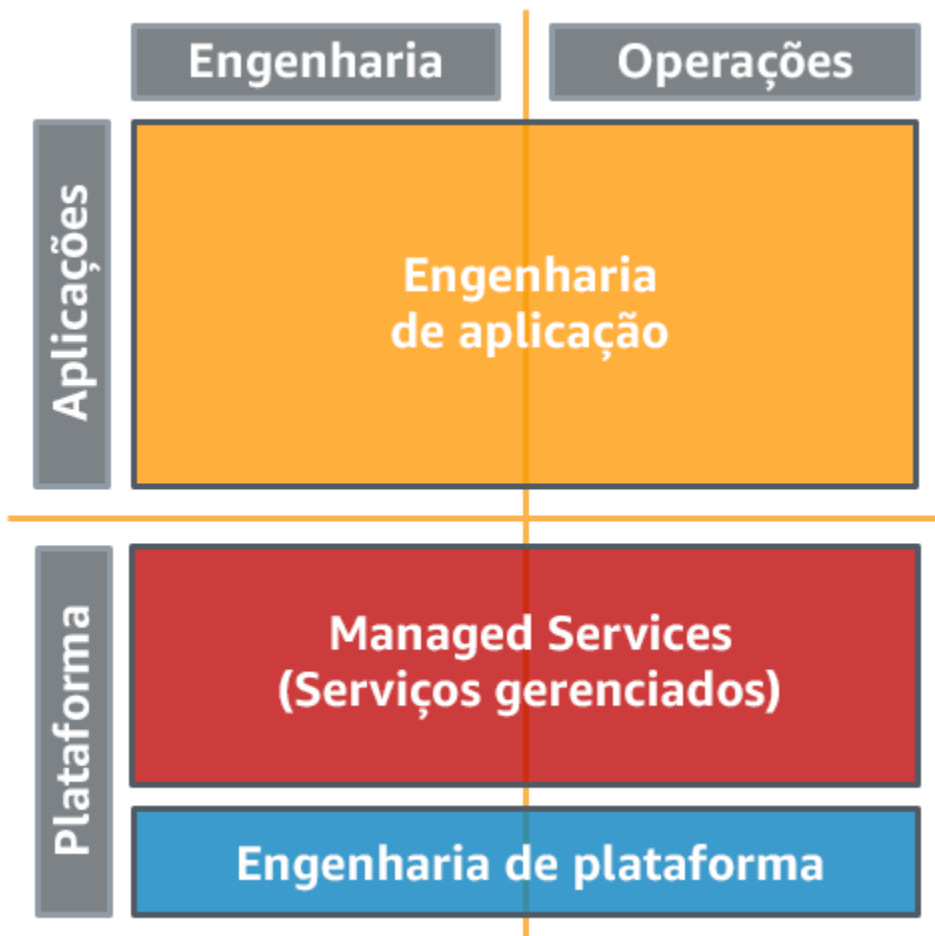 Engenharia
Operações
Aplicações
Engenharia
de aplicação
Plataforma
Managed Services
(Serviços gerenciados)
Engenharia de plataforma